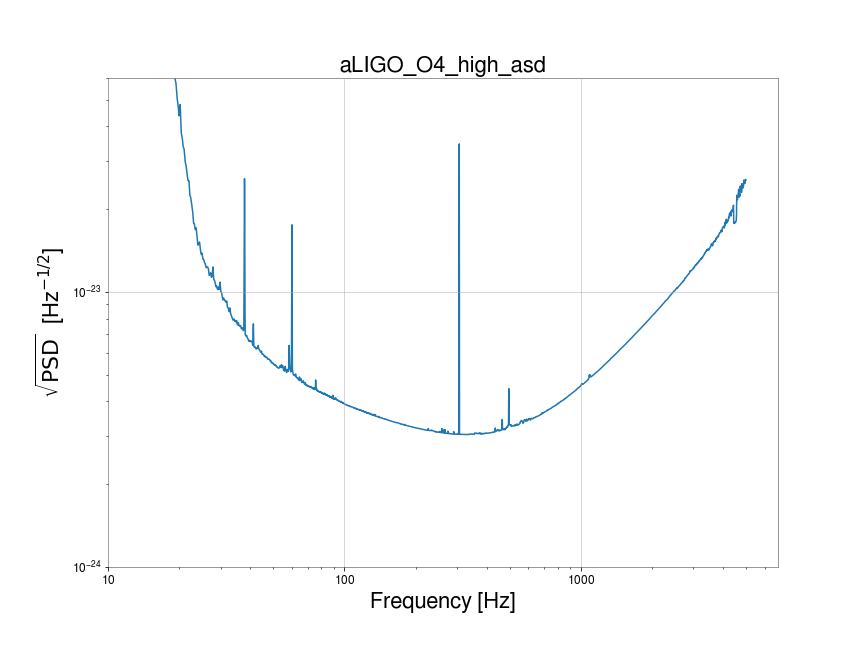 aLIGO_O4_high_asd
√PSD [Hz⁻¹/²]
10⁻²³
10⁻²⁴
10 100 1000
Frequency [Hz]